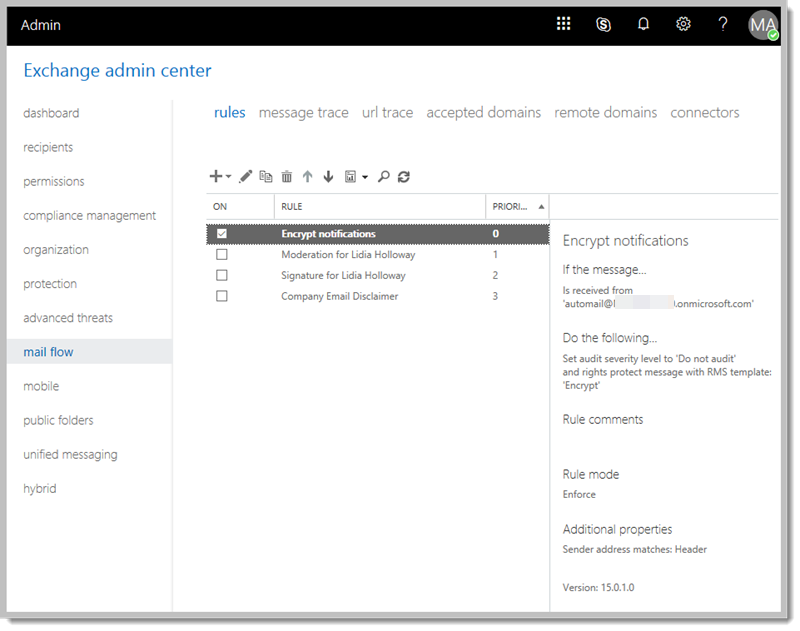 Admin
MA
Exchange admin center
dashboard
recipients
permissions
compliance management
organization
protection
advanced threats
mail flow
mobile
public folders
unified messaging
hybrid
rules message trace url trace accepted domains remote domains connectors
ON RULE PRIORI...
Encrypt notifications 0
Moderation for Lidia Holloway 1
Signature for Lidia Holloway 2
Company Email Disclaimer 3
Encrypt notifications
If the message...
Is received from
'automail@ .onmicrosoft.com'
Do the following...
Set audit severity level to 'Do not audit'
and rights protect message with RMS template:
'Encrypt'
Rule comments
Rule mode
Enforce
Additional properties
Sender address matches: Header
Version: 15.0.1.0